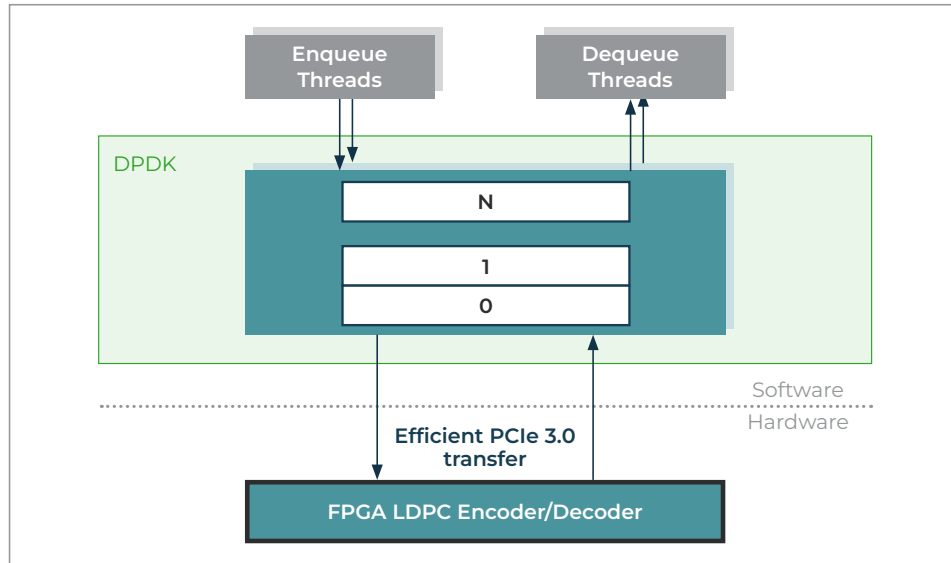 Enqueue
Threads
Dequeue
Threads
DPDK
N
1
0
Software
Hardware
Efficient PCIe 3.0
transfer
FPGA LDPC Encoder/Decoder